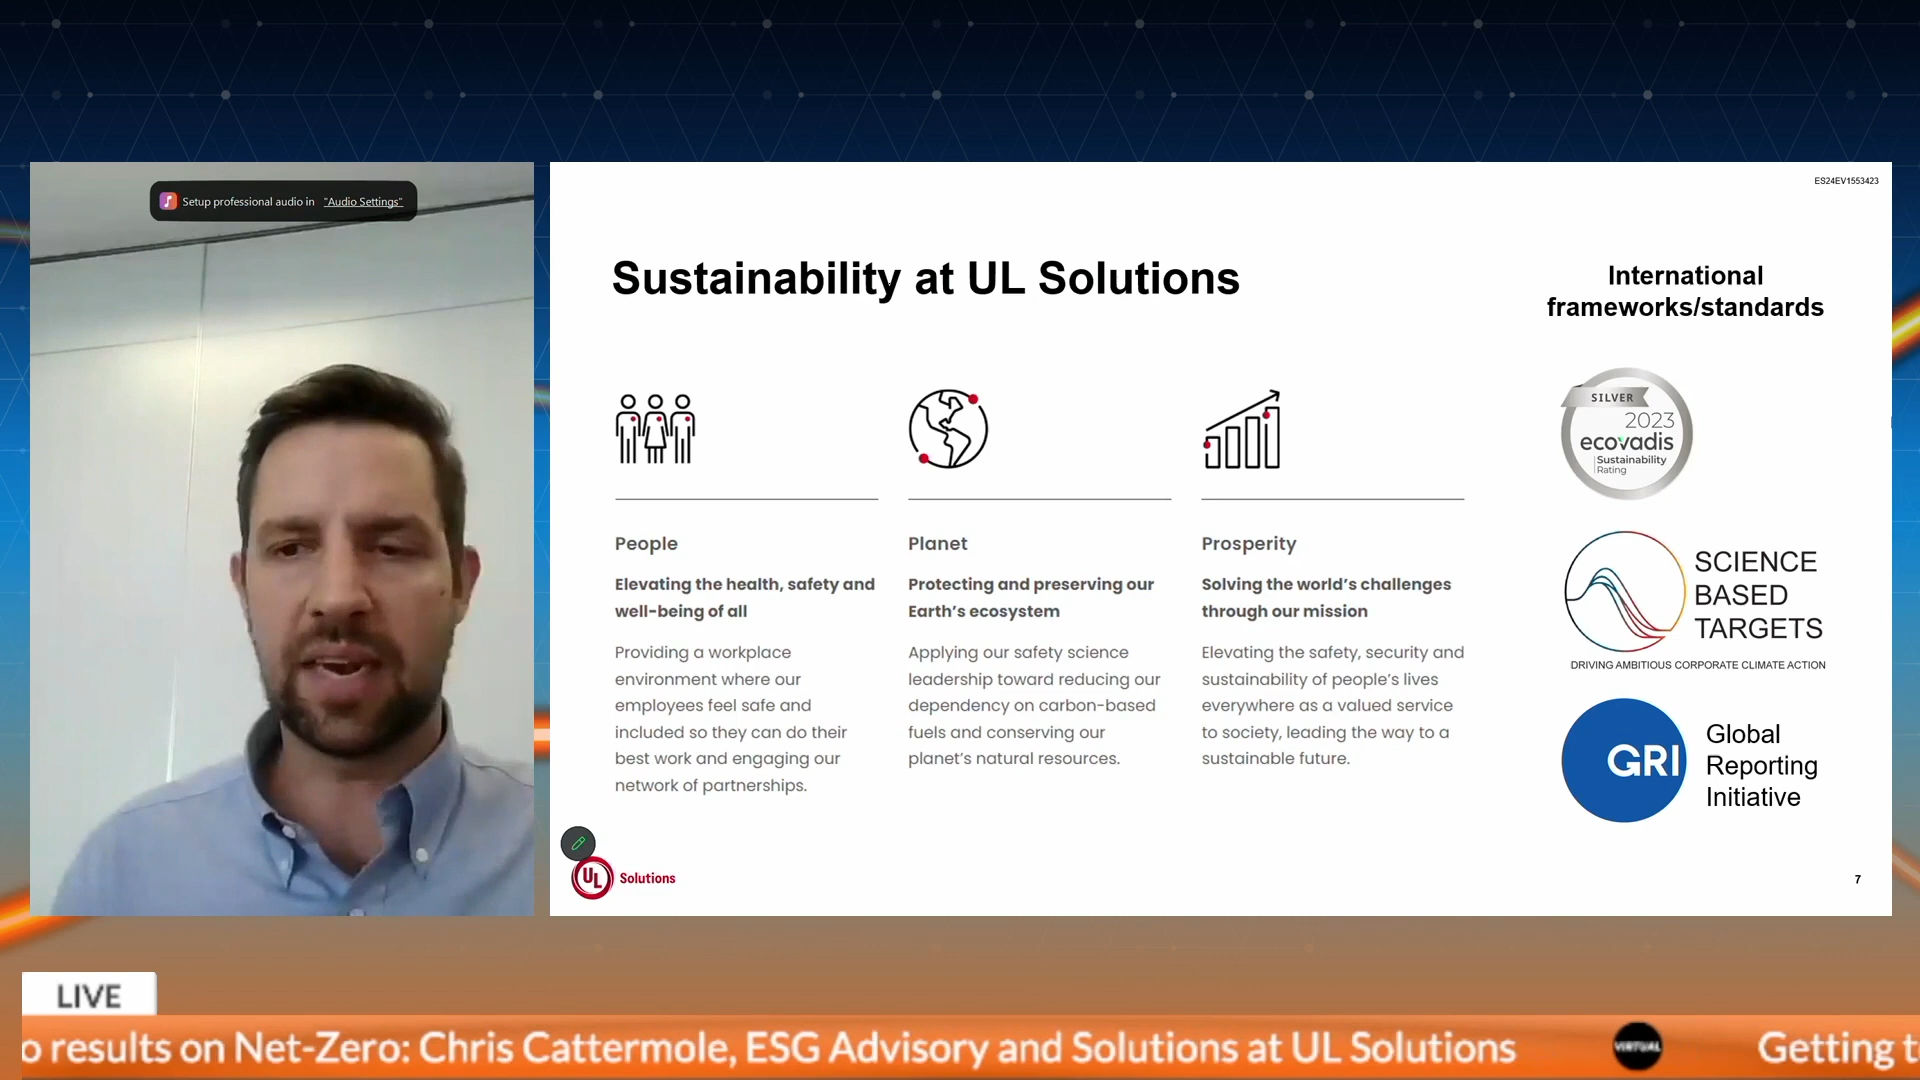 Setup professional audio in "Audio Settings"
ES24EV1553423
Sustainability at UL Solutions
International
frameworks/standards
People
Elevating the health, safety and
well-being of all
Providing a workplace
environment where our
employees feel safe and
included so they can do their
best work and engaging our
network of partnerships.
Planet
Protecting and preserving our
Earth's ecosystem
Applying our safety science
leadership toward reducing our
dependency on carbon-based
fuels and conserving our
planet's natural resources.
Prosperity
Solving the world's challenges
through our mission
Elevating the safety, security and
sustainability of people's lives
everywhere as a valued service
to society, leading the way to a
sustainable future.
SILVER
2023
ecovadis
Sustainability
Rating
SCIENCE
BASED
TARGETS
DRIVING AMBITIOUS CORPORATE CLIMATE ACTION
GRI
Global
Reporting
Initiative
UL Solutions
7
LIVE
o results on Net-Zero: Chris Cattermole, ESG Advisory and Solutions at UL Solutions
VIRTUAL
Getting t